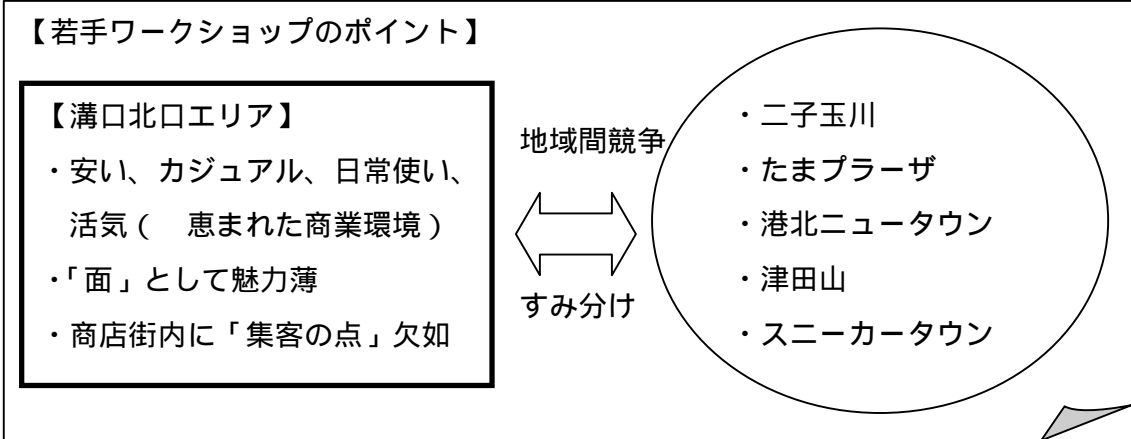 【若手ワークショップのポイント】
【溝口北口エリア】
・安い、カジュアル、日常使い、
活気(　恵まれた商業環境)
・「面」として魅力薄
・商店街内に「集客の点」欠如
地域間競争
すみ分け
・二子玉川
・たまプラーザ
・港北ニュータウン
・津田山
・スニーカータウン